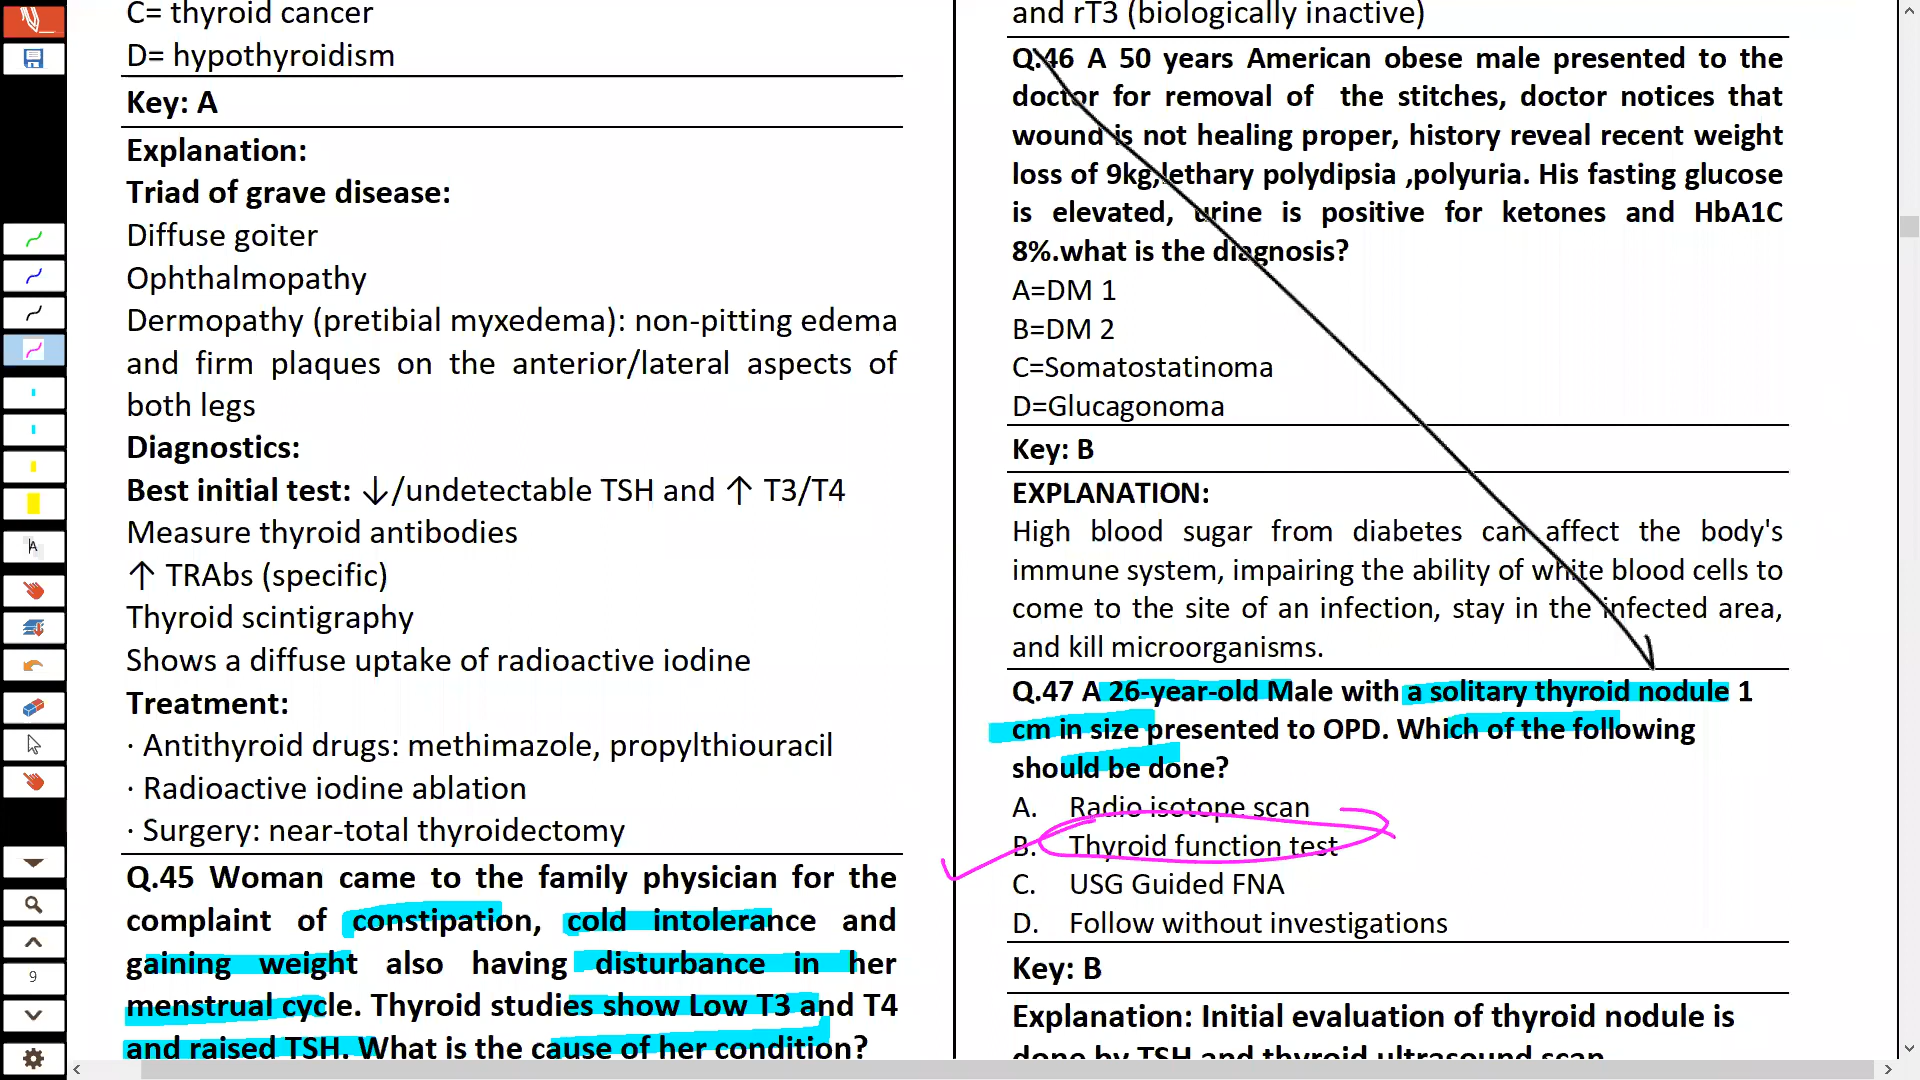 C= thyroid cancer
D= hypothyroidism
Key: A
Explanation:
Triad of grave disease:
Diffuse goiter
Ophthalmopathy
Dermopathy (pretibial myxedema): non-pitting edema
and firm plaques on the anterior/lateral aspects of
both legs
Diagnostics:
Best initial test: ↓/undetectable TSH and ↑ T3/T4
Measure thyroid antibodies
↑ TRAbs (specific)
Thyroid scintigraphy
Shows a diffuse uptake of radioactive iodine
Treatment:
· Antithyroid drugs: methimazole, propylthiouracil
· Radioactive iodine ablation
· Surgery: near-total thyroidectomy
Q.45 Woman came to the family physician for the
complaint of constipation, cold intolerance and
gaining weight also having disturbance in her
menstrual cycle. Thyroid studies show Low T3 and T4
and raised TSH. What is the cause of her condition?
and rT3 (biologically inactive)
Q.46 A 50 years American obese male presented to the
doctor for removal of the stitches, doctor notices that
wound is not healing proper, history reveal recent weight
loss of 9kg,lethary polydipsia ,polyuria. His fasting glucose
is elevated, urine is positive for ketones and HbA1C
8%.what is the diagnosis?
A=DM 1
B=DM 2
C=Somatostatinoma
D=Glucagonoma
Key: B
EXPLANATION:
High blood sugar from diabetes can affect the body's
immune system, impairing the ability of white blood cells to
come to the site of an infection, stay in the infected area,
and kill microorganisms.
Q.47 A 26-year-old Male with a solitary thyroid nodule 1
cm in size presented to OPD. Which of the following
should be done?
A. Radio isotope scan
B. Thyroid function test
C. USG Guided FNA
D. Follow without investigations
Key: B
Explanation: Initial evaluation of thyroid nodule is
done by TSH and thyroid ultrasound scan
A
9